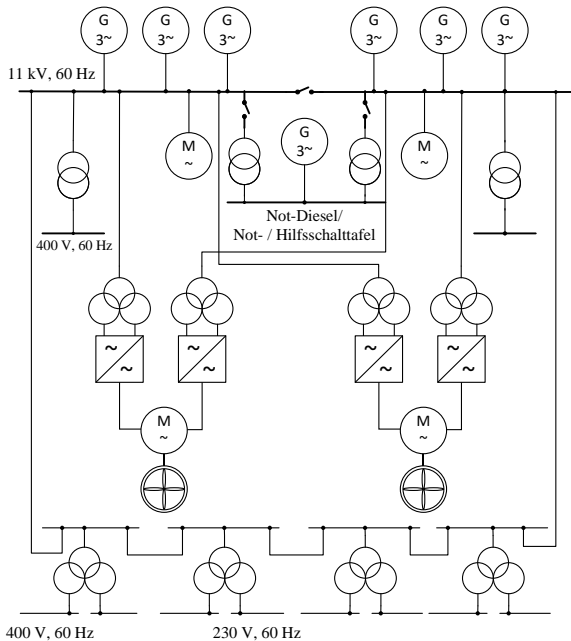 G
3~
G
3~
G
3~
G
3~
G
3~
G
3~
11 kV, 60 Hz
M
~
G
3~
M
~
Not-Diesel/
Not- / Hilfsschalttafel
400 V, 60 Hz
~
~
~
~
~
~
~
~
M
~
M
~
400 V, 60 Hz
230 V, 60 Hz